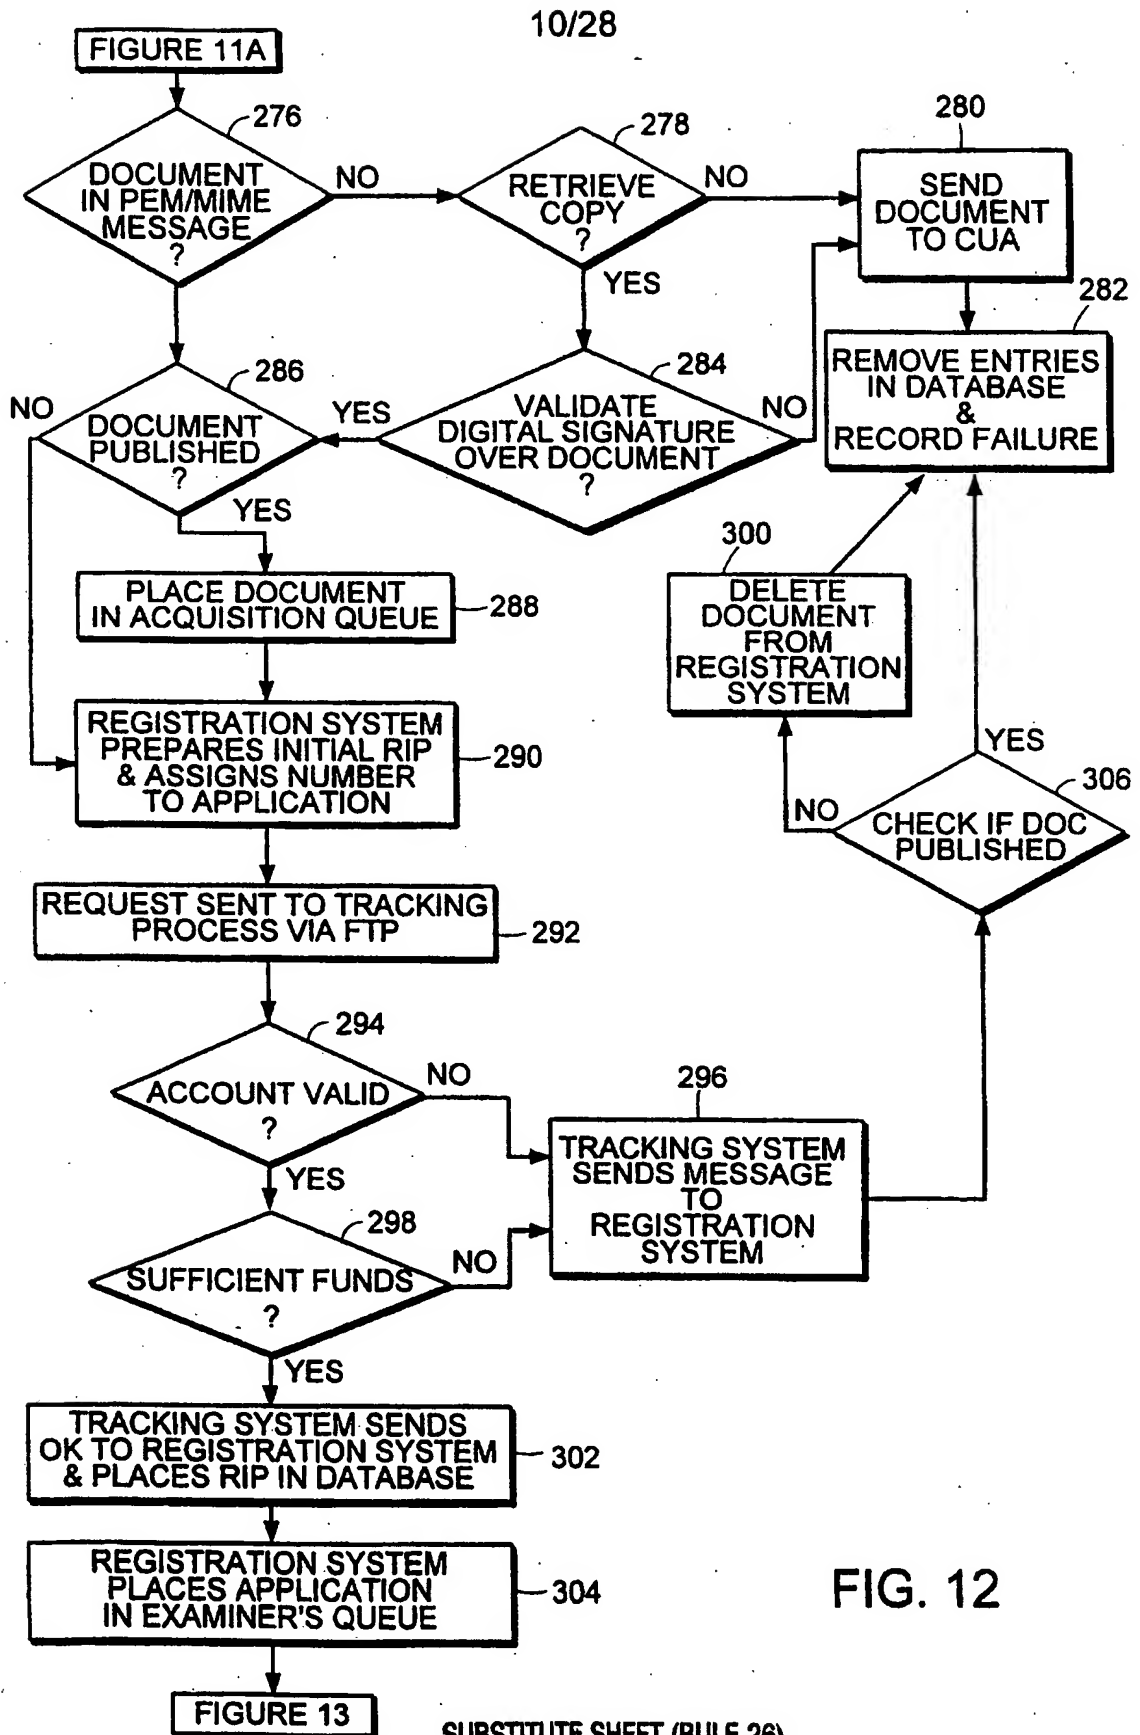 10/28
FIGURE 11A
276
DOCUMENT
IN PEM/MIME
MESSAGE
?
NO
278
RETRIEVE
COPY
?
NO
YES
280
SEND
DOCUMENT
TO CUA
282
REMOVE ENTRIES
IN DATABASE
&
RECORD FAILURE
286
NO
DOCUMENT
PUBLISHED
?
YES
YES
284
VALIDATE
DIGITAL SIGNATURE
OVER DOCUMENT
?
NO
PLACE DOCUMENT
IN ACQUISITION QUEUE
288
300
DELETE
DOCUMENT
FROM
REGISTRATION
SYSTEM
REGISTRATION SYSTEM
PREPARES INITIAL RIP
& ASSIGNS NUMBER
TO APPLICATION
290
YES
306
NO
CHECK IF DOC
PUBLISHED
REQUEST SENT TO TRACKING
PROCESS VIA FTP
292
294
ACCOUNT VALID
?
NO
YES
296
TRACKING SYSTEM
SENDS MESSAGE
TO
REGISTRATION
SYSTEM
298
SUFFICIENT FUNDS
?
NO
YES
TRACKING SYSTEM SENDS
OK TO REGISTRATION SYSTEM
& PLACES RIP IN DATABASE
302
REGISTRATION SYSTEM
PLACES APPLICATION
IN EXAMINER'S QUEUE
304
FIG. 12
FIGURE 13
SUBSTITUTE SHEET (RULE 26)